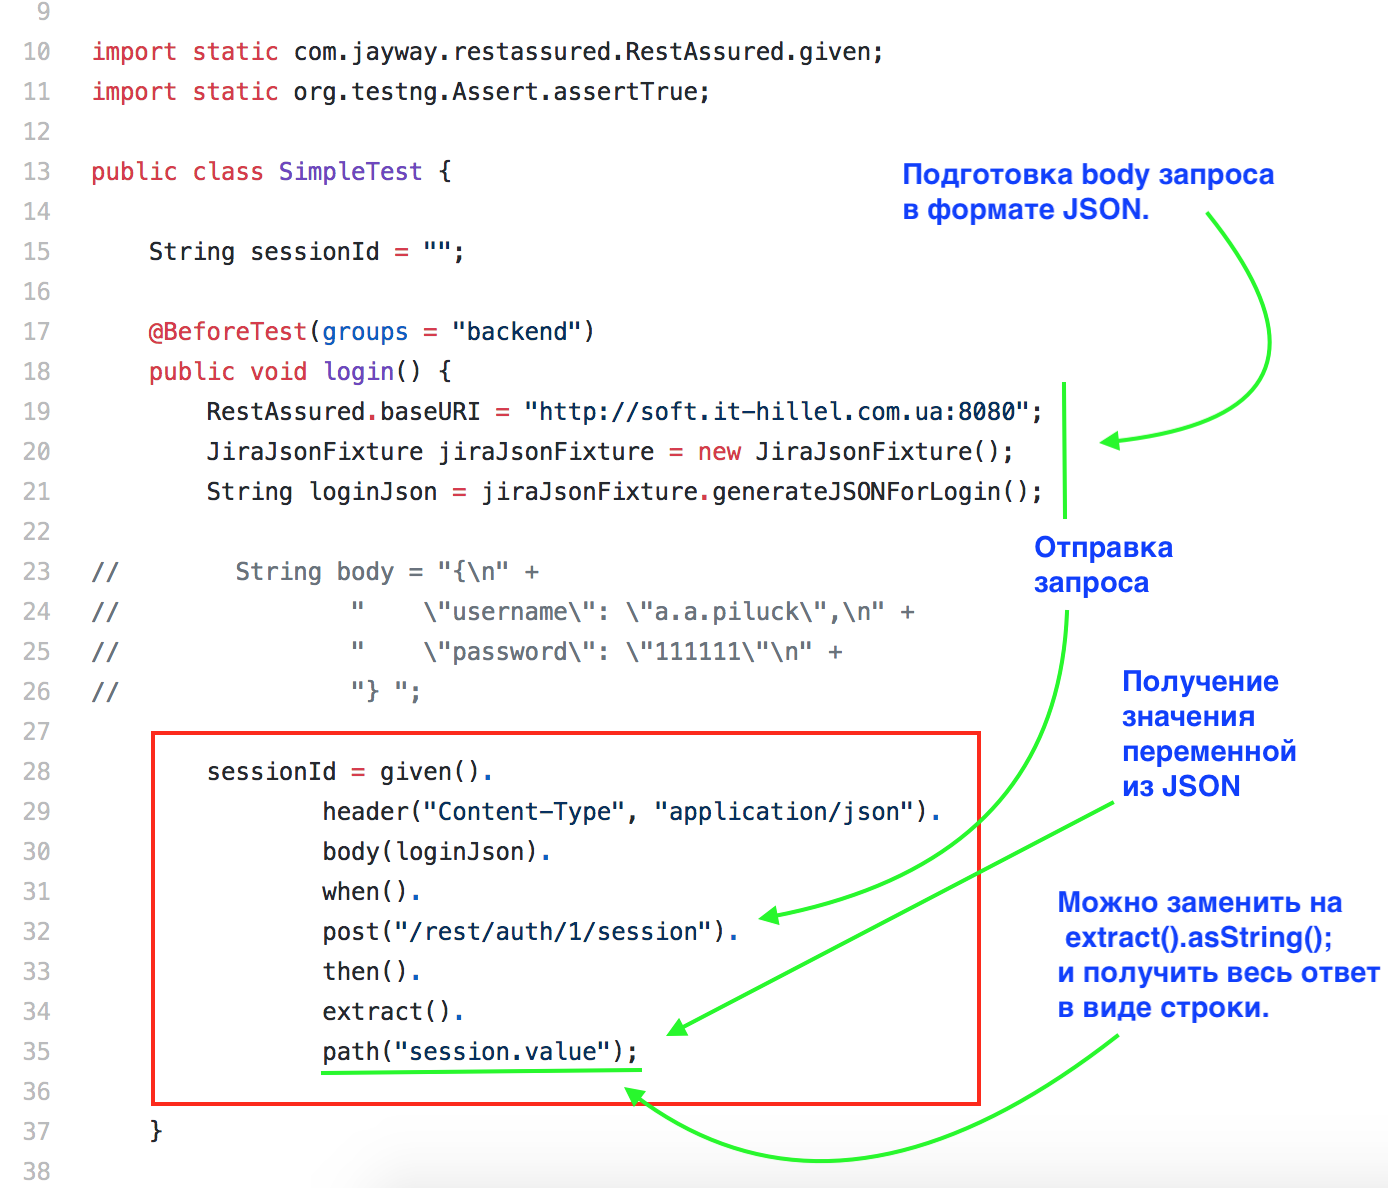 9
10 import static com.jayway.restassured.RestAssured.given;
11 import static org.testng.Assert.assertTrue;
12
13 public class SimpleTest {
14
15     String sessionId = "";
16
17     @BeforeTest(groups = "backend")
18     public void login() {
19         RestAssured.baseURI = "http://soft.it-hillel.com.ua:8080";
20         JiraJsonFixture jiraJsonFixture = new JiraJsonFixture();
21         String loginJson = jiraJsonFixture.generateJSONForLogin();
22
23 //        String body = "{\n" +
24 //                "    \"username\": \"a.a.piluck\",\n" +
25 //                "    \"password\": \"111111\"\n" +
26 //                "} ";
27
28         sessionId = given().
29                 header("Content-Type", "application/json").
30                 body(loginJson).
31                 when().
32                 post("/rest/auth/1/session").
33                 then().
34                 extract().
35                 path("session.value");
36
37     }
38
Подготовка body запроса
в формате JSON.
Отправка
запроса
Получение
значения
переменной
из JSON
Можно заменить на
extract().asString();
и получить весь ответ
в виде строки.